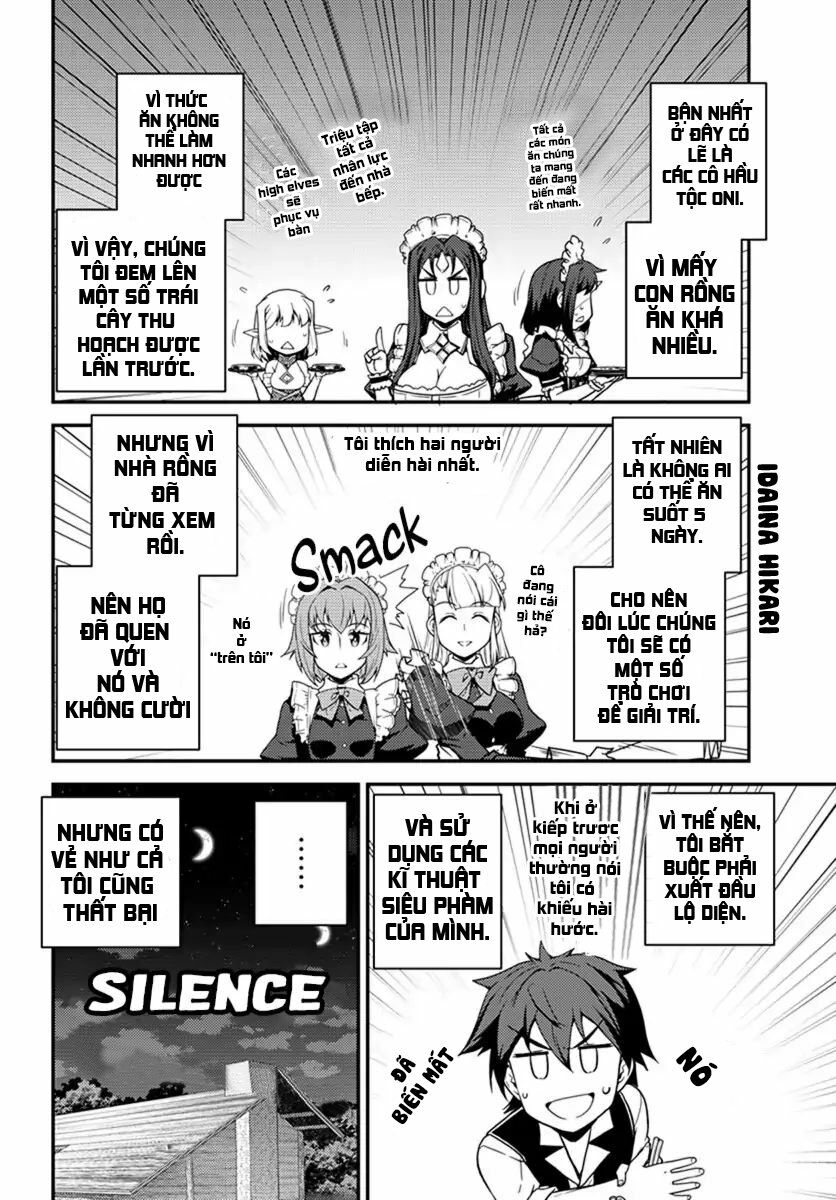 BẬN NHẤT
Ở ĐÂY CÓ
LẼ LÀ
CÁC CÔ HẦU
TỘC ONI.
VÌ MẤY
CON RỒNG
ĂN KHÁ
NHIỀU.
Tất cả
các món
ăn chúng
ta mang
đến đang
biến mất
rất nhanh.
Triệu tập
tất cả
nhân lực
đến nhà
bếp.
Các
high elves
sẽ
phục vụ
bàn
VÌ THỨC
ĂN KHÔNG
THỂ LÀM
NHANH HƠN
ĐƯỢC
VÌ VẬY, CHÚNG
TÔI ĐEM LÊN
MỘT SỐ TRÁI
CÂY THU
HOẠCH ĐƯỢC
LẦN TRƯỚC.
IDAINA HIKARI
TẤT NHIÊN
LÀ KHÔNG AI
CÓ THỂ ĂN
SUỐT 5
NGÀY.
CHO NÊN
ĐÔI LÚC CHÚNG
TÔI SẼ CÓ
MỘT SỐ
TRÒ CHƠI
ĐỂ GIẢI TRÍ.
Tôi thích hai người
diễn hài nhất.
Cô
đang
nói cái
gì thế
hả?
Smack
Nó
ở
“trên tôi”
NHƯNG VÌ
NHÀ RỒNG
ĐÃ
TỪNG XEM
RỒI.
NÊN HỌ
ĐÃ QUEN
VỚI
NÓ VÀ
KHÔNG CƯỜI
VÌ THẾ NÊN,
TÔI BẮT
BUỘC PHẢI
XUẤT ĐẦU
LỘ DIỆN.
Khi ở
kiếp trước
mọi người
thường nói
tôi có
khiếu hài
hước.
VÀ SỬ
DỤNG CÁC
KĨ THUẬT
SIÊU PHÀM
CỦA MÌNH.
NÓ
ĐÃ
BIẾN MẤT
......
NHƯNG CÓ
VẺ NHƯ CẢ
TÔI CŨNG
THẤT BẠI
SILENCE